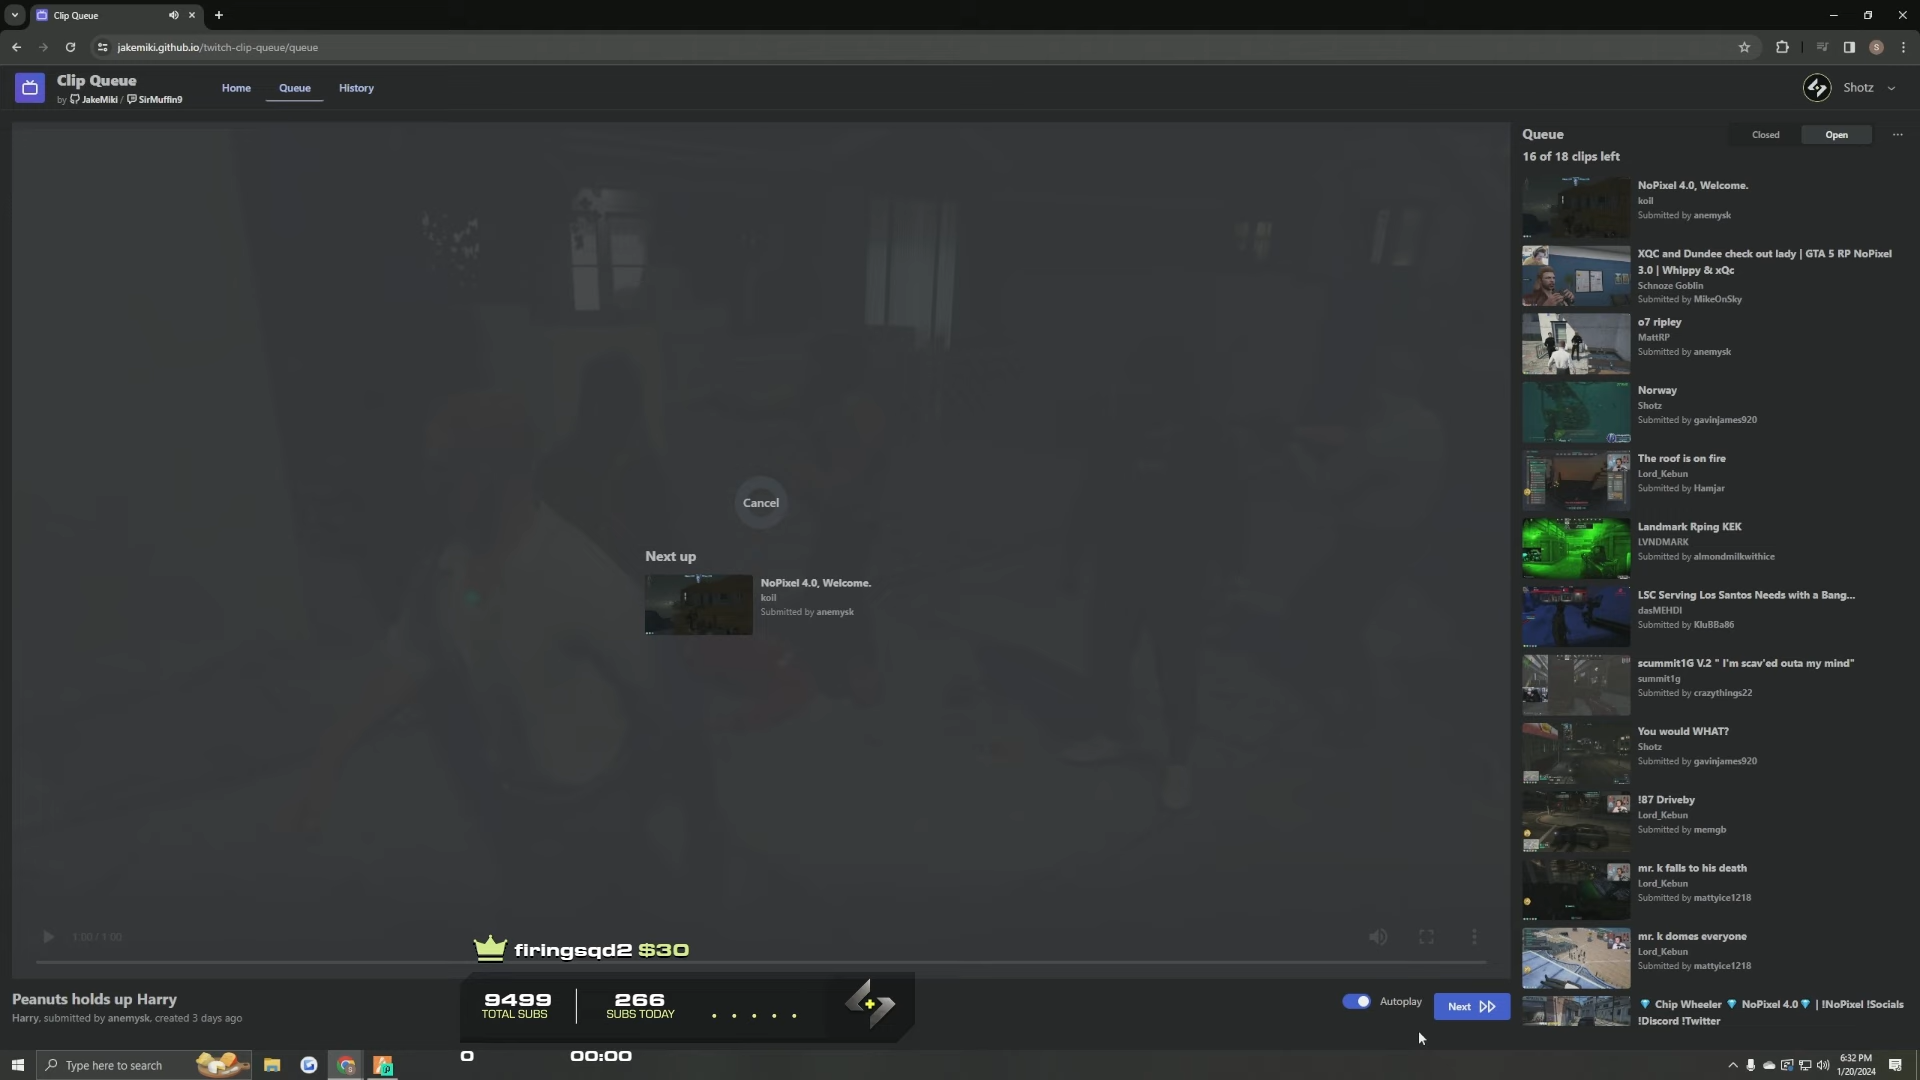 Clip Queue
jakemiki.github.io/twitch-clip-queue/queue
Clip Queue
by JakeMiki / SirMuffin9
Home
Queue
History
Shotz
Cancel
Next up
NoPixel 4.0, Welcome.
koil
Submitted by anemysk
1:00 / 1:00
Peanuts holds up Harry
Harry, submitted by anemysk, created 3 days ago
firingsqd2 $30
9499
TOTAL SUBS
266
SUBS TODAY
. . . . .
0
00:00
Autoplay
Next
Queue
Closed
Open
16 of 18 clips left
NoPixel 4.0, Welcome.
koil
Submitted by anemysk
XQC and Dundee check out lady | GTA 5 RP NoPixel
3.0 | Whippy & xQc
Schnoze Goblin
Submitted by MikeOnSky
o7 ripley
MattRP
Submitted by anemysk
Norway
Shotz
Submitted by gavinjames920
The roof is on fire
Lord_Kebun
Submitted by Hamjar
Landmark Rping KEK
LVNDMARK
Submitted by almondmilkwithice
LSC Serving Los Santos Needs with a Bang...
dasMEHDI
Submitted by KluBBa86
scummit1G V.2 " I'm scav'ed outa my mind"
summit1g
Submitted by crazythings22
You would WHAT?
Shotz
Submitted by gavinjames920
!87 Driveby
Lord_Kebun
Submitted by memgb
mr. k falls to his death
Lord_Kebun
Submitted by mattyice1218
mr. k domes everyone
Lord_Kebun
Submitted by mattyice1218
💎 Chip Wheeler 💎 NoPixel 4.0💎 | !NoPixel !Socials
!Discord !Twitter
Type here to search
6:32 PM
1/20/2024